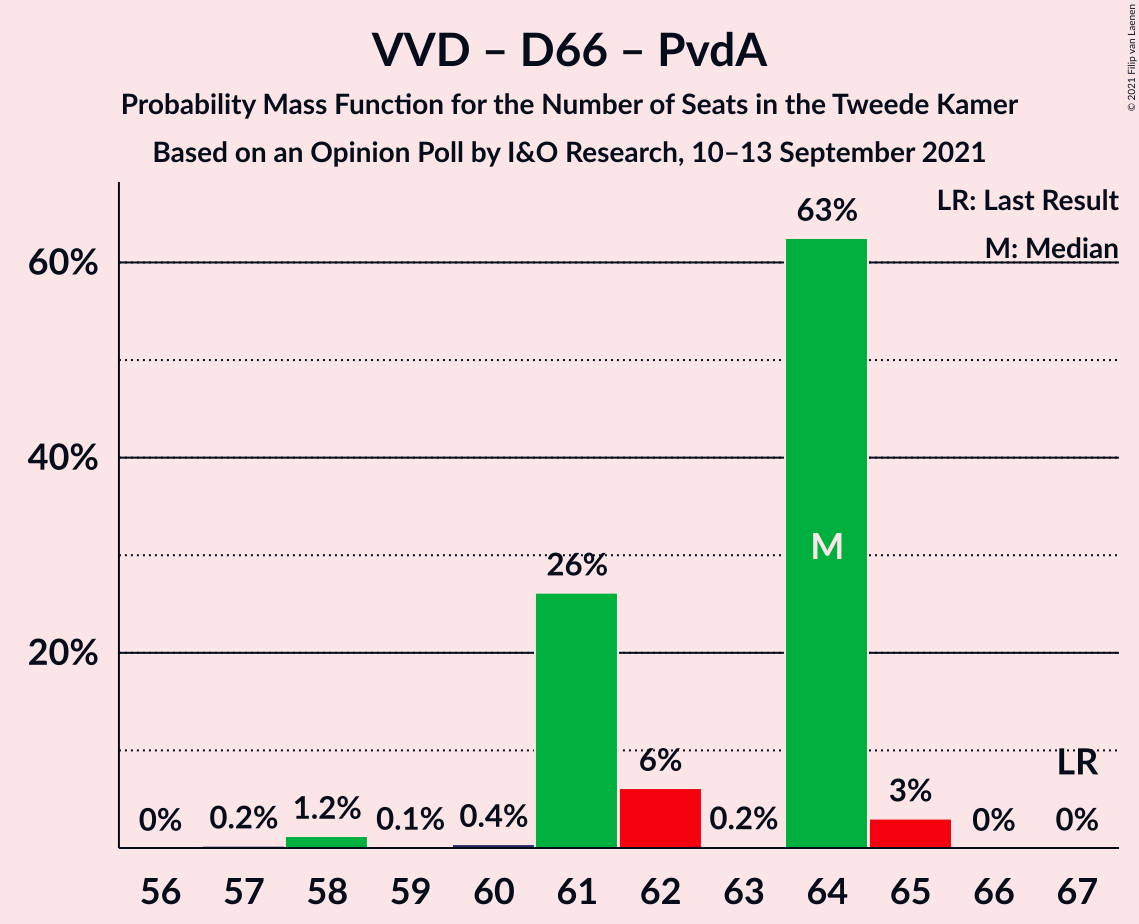 VVD – D66 – PvdA
Probability Mass Function for the Number of Seats in the Tweede Kamer
Based on an Opinion Poll by I&O Research, 10–13 September 2021
© 2021 Filip van Laenen
LR: Last Result
M: Median
60%
40%
20%
0%
0.2%
1.2%
0.1%
0.4%
26%
6%
0.2%
63%
M
3%
0%
LR
0%
56 57 58 59 60 61 62 63 64 65 66 67